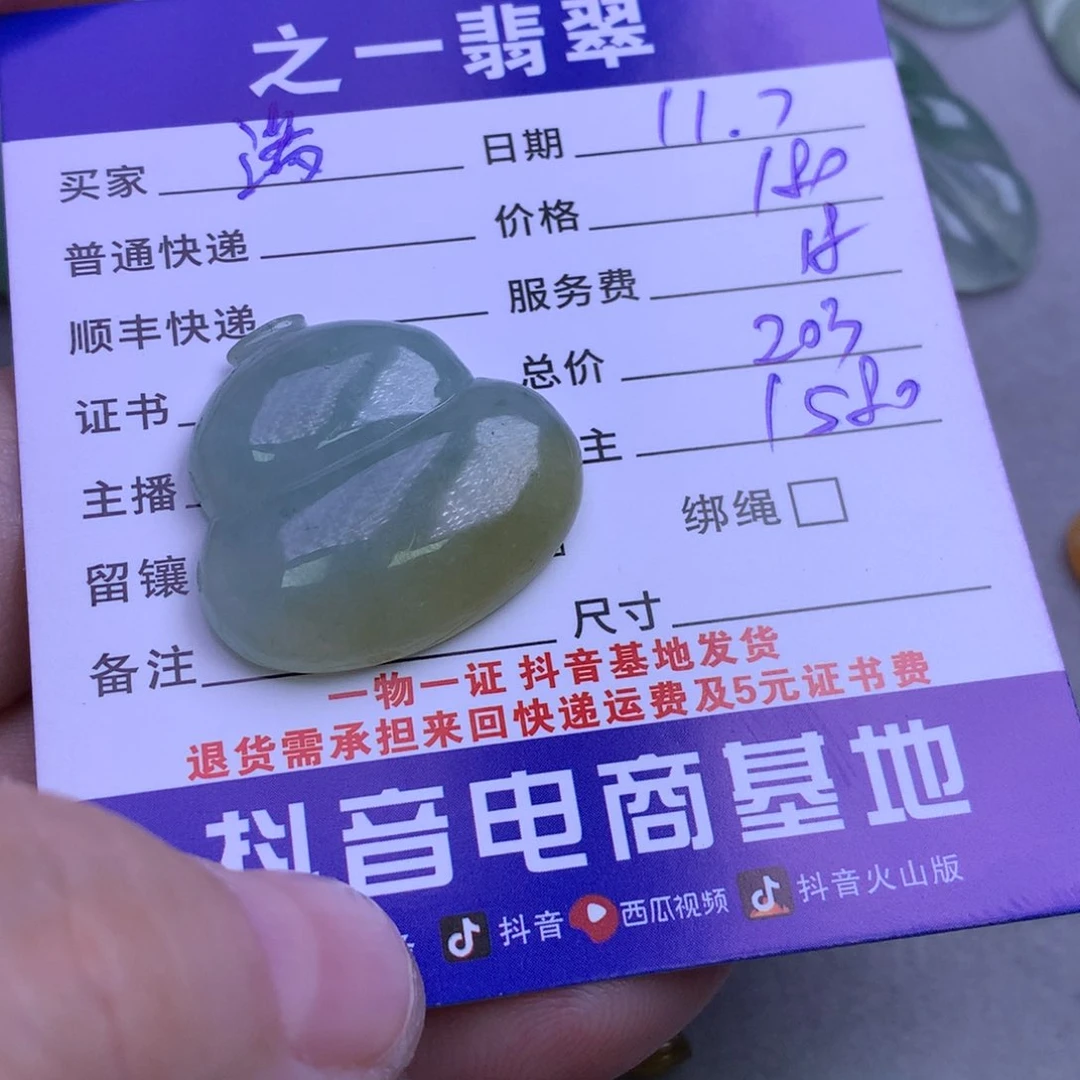 之一翡翠
买家 满 日期 11.7
普通快递 价格 180
顺丰快递 服务费
证书 总价 203
主播 主 1580
留镶 绑绳
备注 尺寸
一物一证 抖音基地发货
退货需承担来回快递运费及5元证书费
抖音电商基地
抖音 西瓜视频 抖音火山版